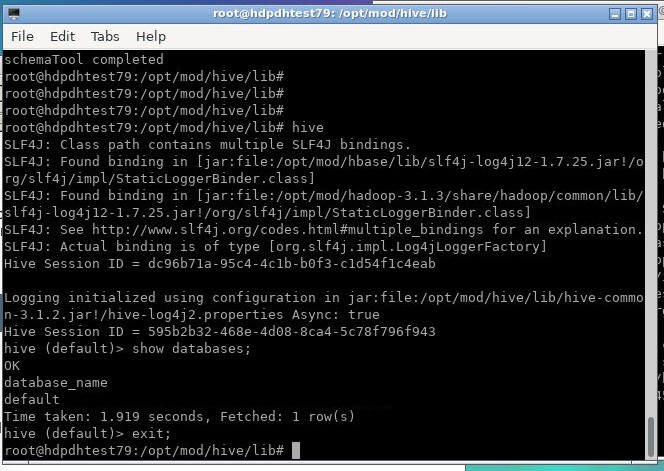 root@hdpdhtest79: /opt/mod/hive/lib
File Edit Tabs Help
schemaTool completed
root@hdpdhtest79:/opt/mod/hive/lib#
root@hdpdhtest79:/opt/mod/hive/lib#
root@hdpdhtest79:/opt/mod/hive/lib#
root@hdpdhtest79:/opt/mod/hive/lib# hive
SLF4J: Class path contains multiple SLF4J bindings.
SLF4J: Found binding in [jar:file:/opt/mod/hbase/lib/slf4j-log4j12-1.7.25.jar!/o
rg/slf4j/impl/StaticLoggerBinder.class]
SLF4J: Found binding in [jar:file:/opt/mod/hadoop-3.1.3/share/hadoop/common/lib/
slf4j-log4j12-1.7.25.jar!/org/slf4j/impl/StaticLoggerBinder.class]
SLF4J: See http://www.slf4j.org/codes.html#multiple_bindings for an explanation.
SLF4J: Actual binding is of type [org.slf4j.impl.Log4jLoggerFactory]
Hive Session ID = dc96b71a-95c4-4c1b-b0f3-c1d54f1c4eab
Logging initialized using configuration in jar:file:/opt/mod/hive/lib/hive-commo
n-3.1.2.jar!/hive-log4j2.properties Async: true
Hive Session ID = 595b2b32-468e-4d08-8ca4-5c78f796f943
hive (default)> show databases;
OK
database_name
default
Time taken: 1.919 seconds, Fetched: 1 row(s)
hive (default)> exit;
root@hdpdhtest79:/opt/mod/hive/lib#